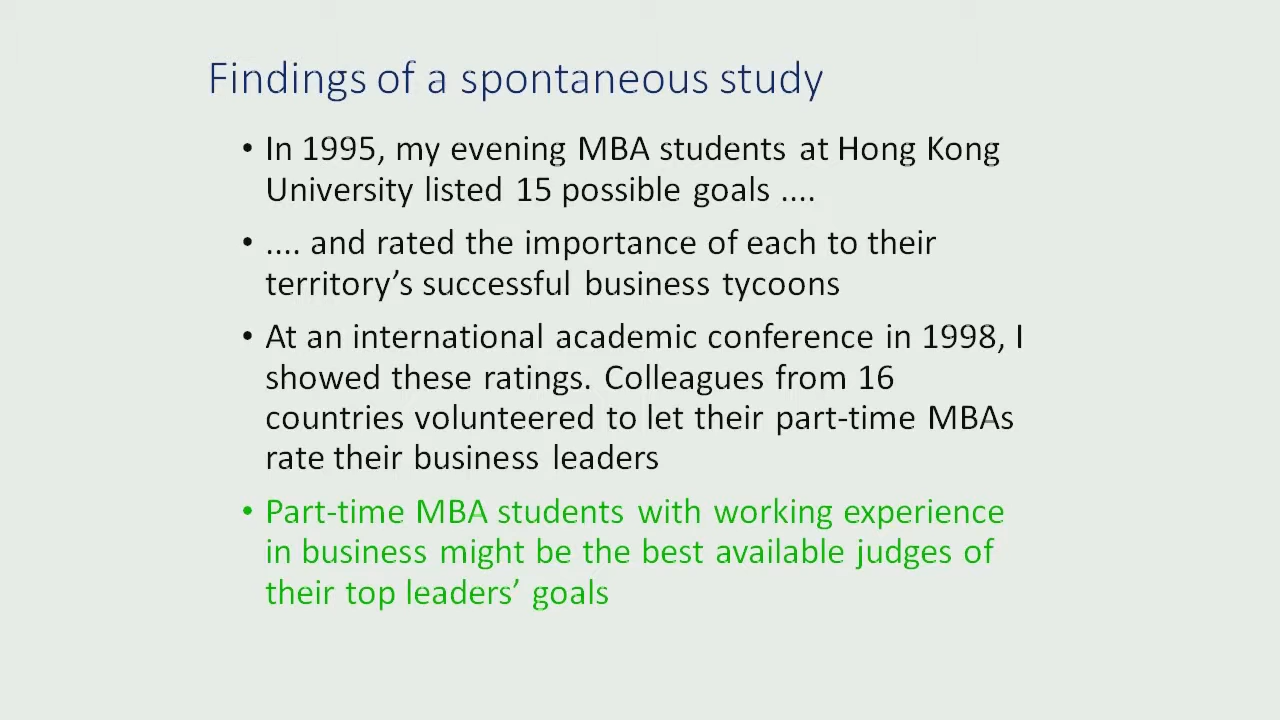 Findings of a spontaneous study
• In 1995, my evening MBA students at Hong Kong
University listed 15 possible goals ....
• .... and rated the importance of each to their
territory’s successful business tycoons
• At an international academic conference in 1998, I
showed these ratings. Colleagues from 16
countries volunteered to let their part-time MBAs
rate their business leaders
• Part-time MBA students with working experience
in business might be the best available judges of
their top leaders’ goals